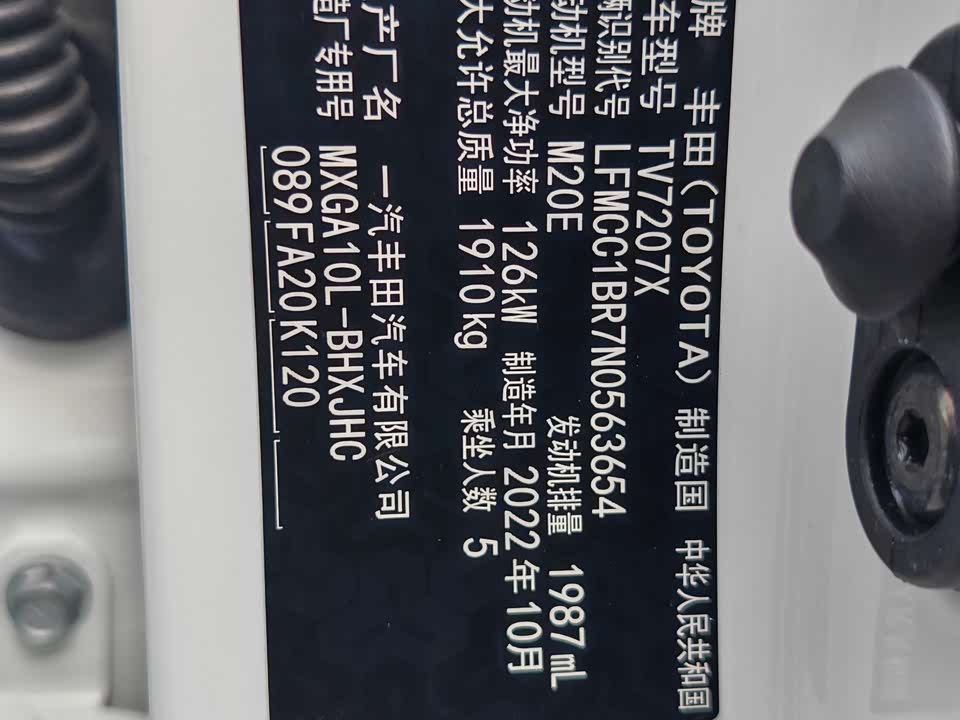 牌 丰田(TOYOTA) 制造国 中华人民共和国
车型号 TV7207X
辆识别代号 LFMCC1BR7N0563654
动机型号 M20E 发动机排量 1987mL
动机最大净功率 126kW 制造年月 2022年10月
大允许总质量 1910kg 乘坐人数 5
产厂名 一汽丰田汽车有限公司
造厂专用号 MXGA10L-BHXJHC
089FA20K120